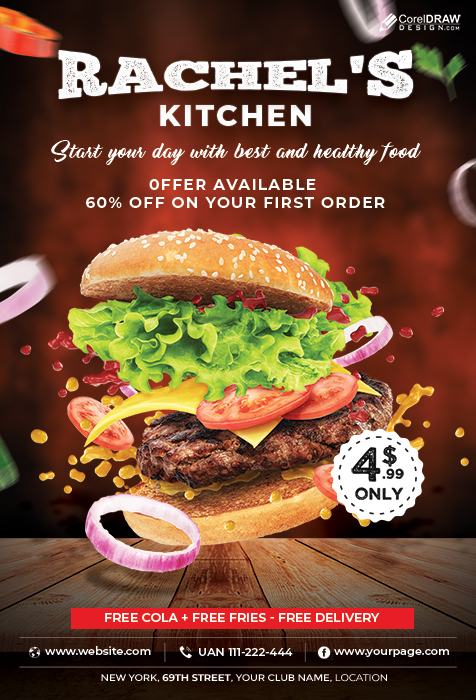 CorelDRAW
DESIGN.COM
RACHEL'S
KITCHEN
Start your day with best and healthy food
OFFER AVAILABLE
60% OFF ON YOUR FIRST ORDER
4$.99
ONLY
FREE COLA + FREE FRIES - FREE DELIVERY
www.website.com UAN 111-222-444 www.yourpage.com
NEW YORK, 69TH STREET, YOUR CLUB NAME, LOCATION